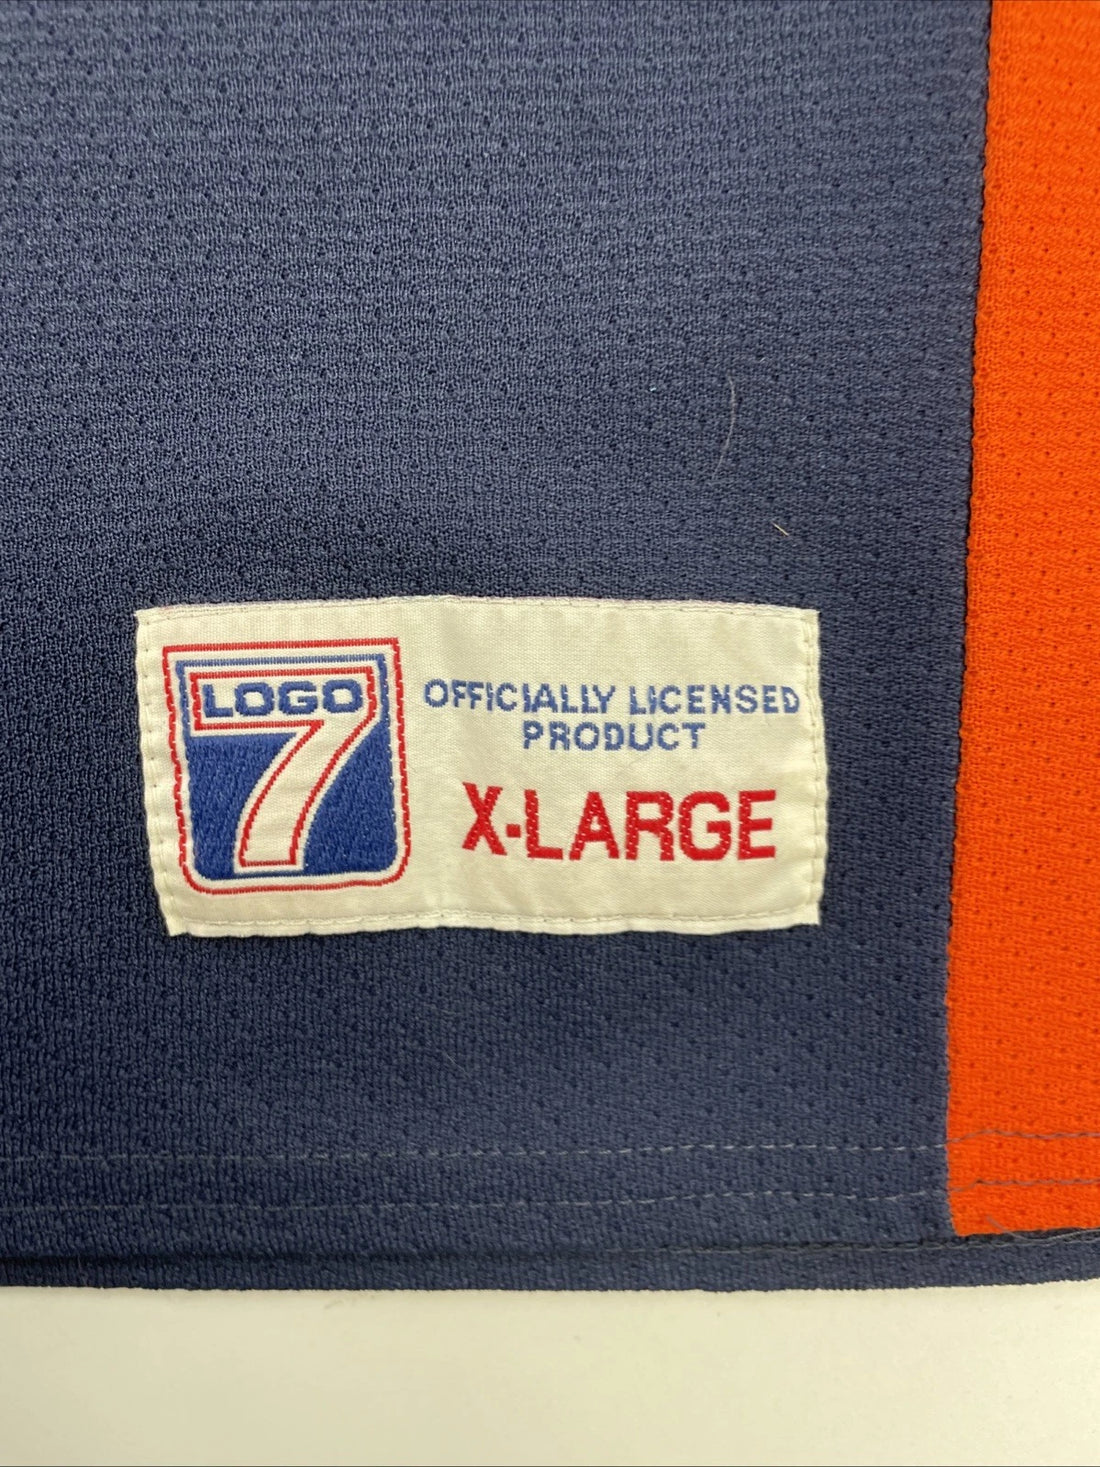 LOGO
7
OFFICIALLY LICENSED
PRODUCT
X-LARGE